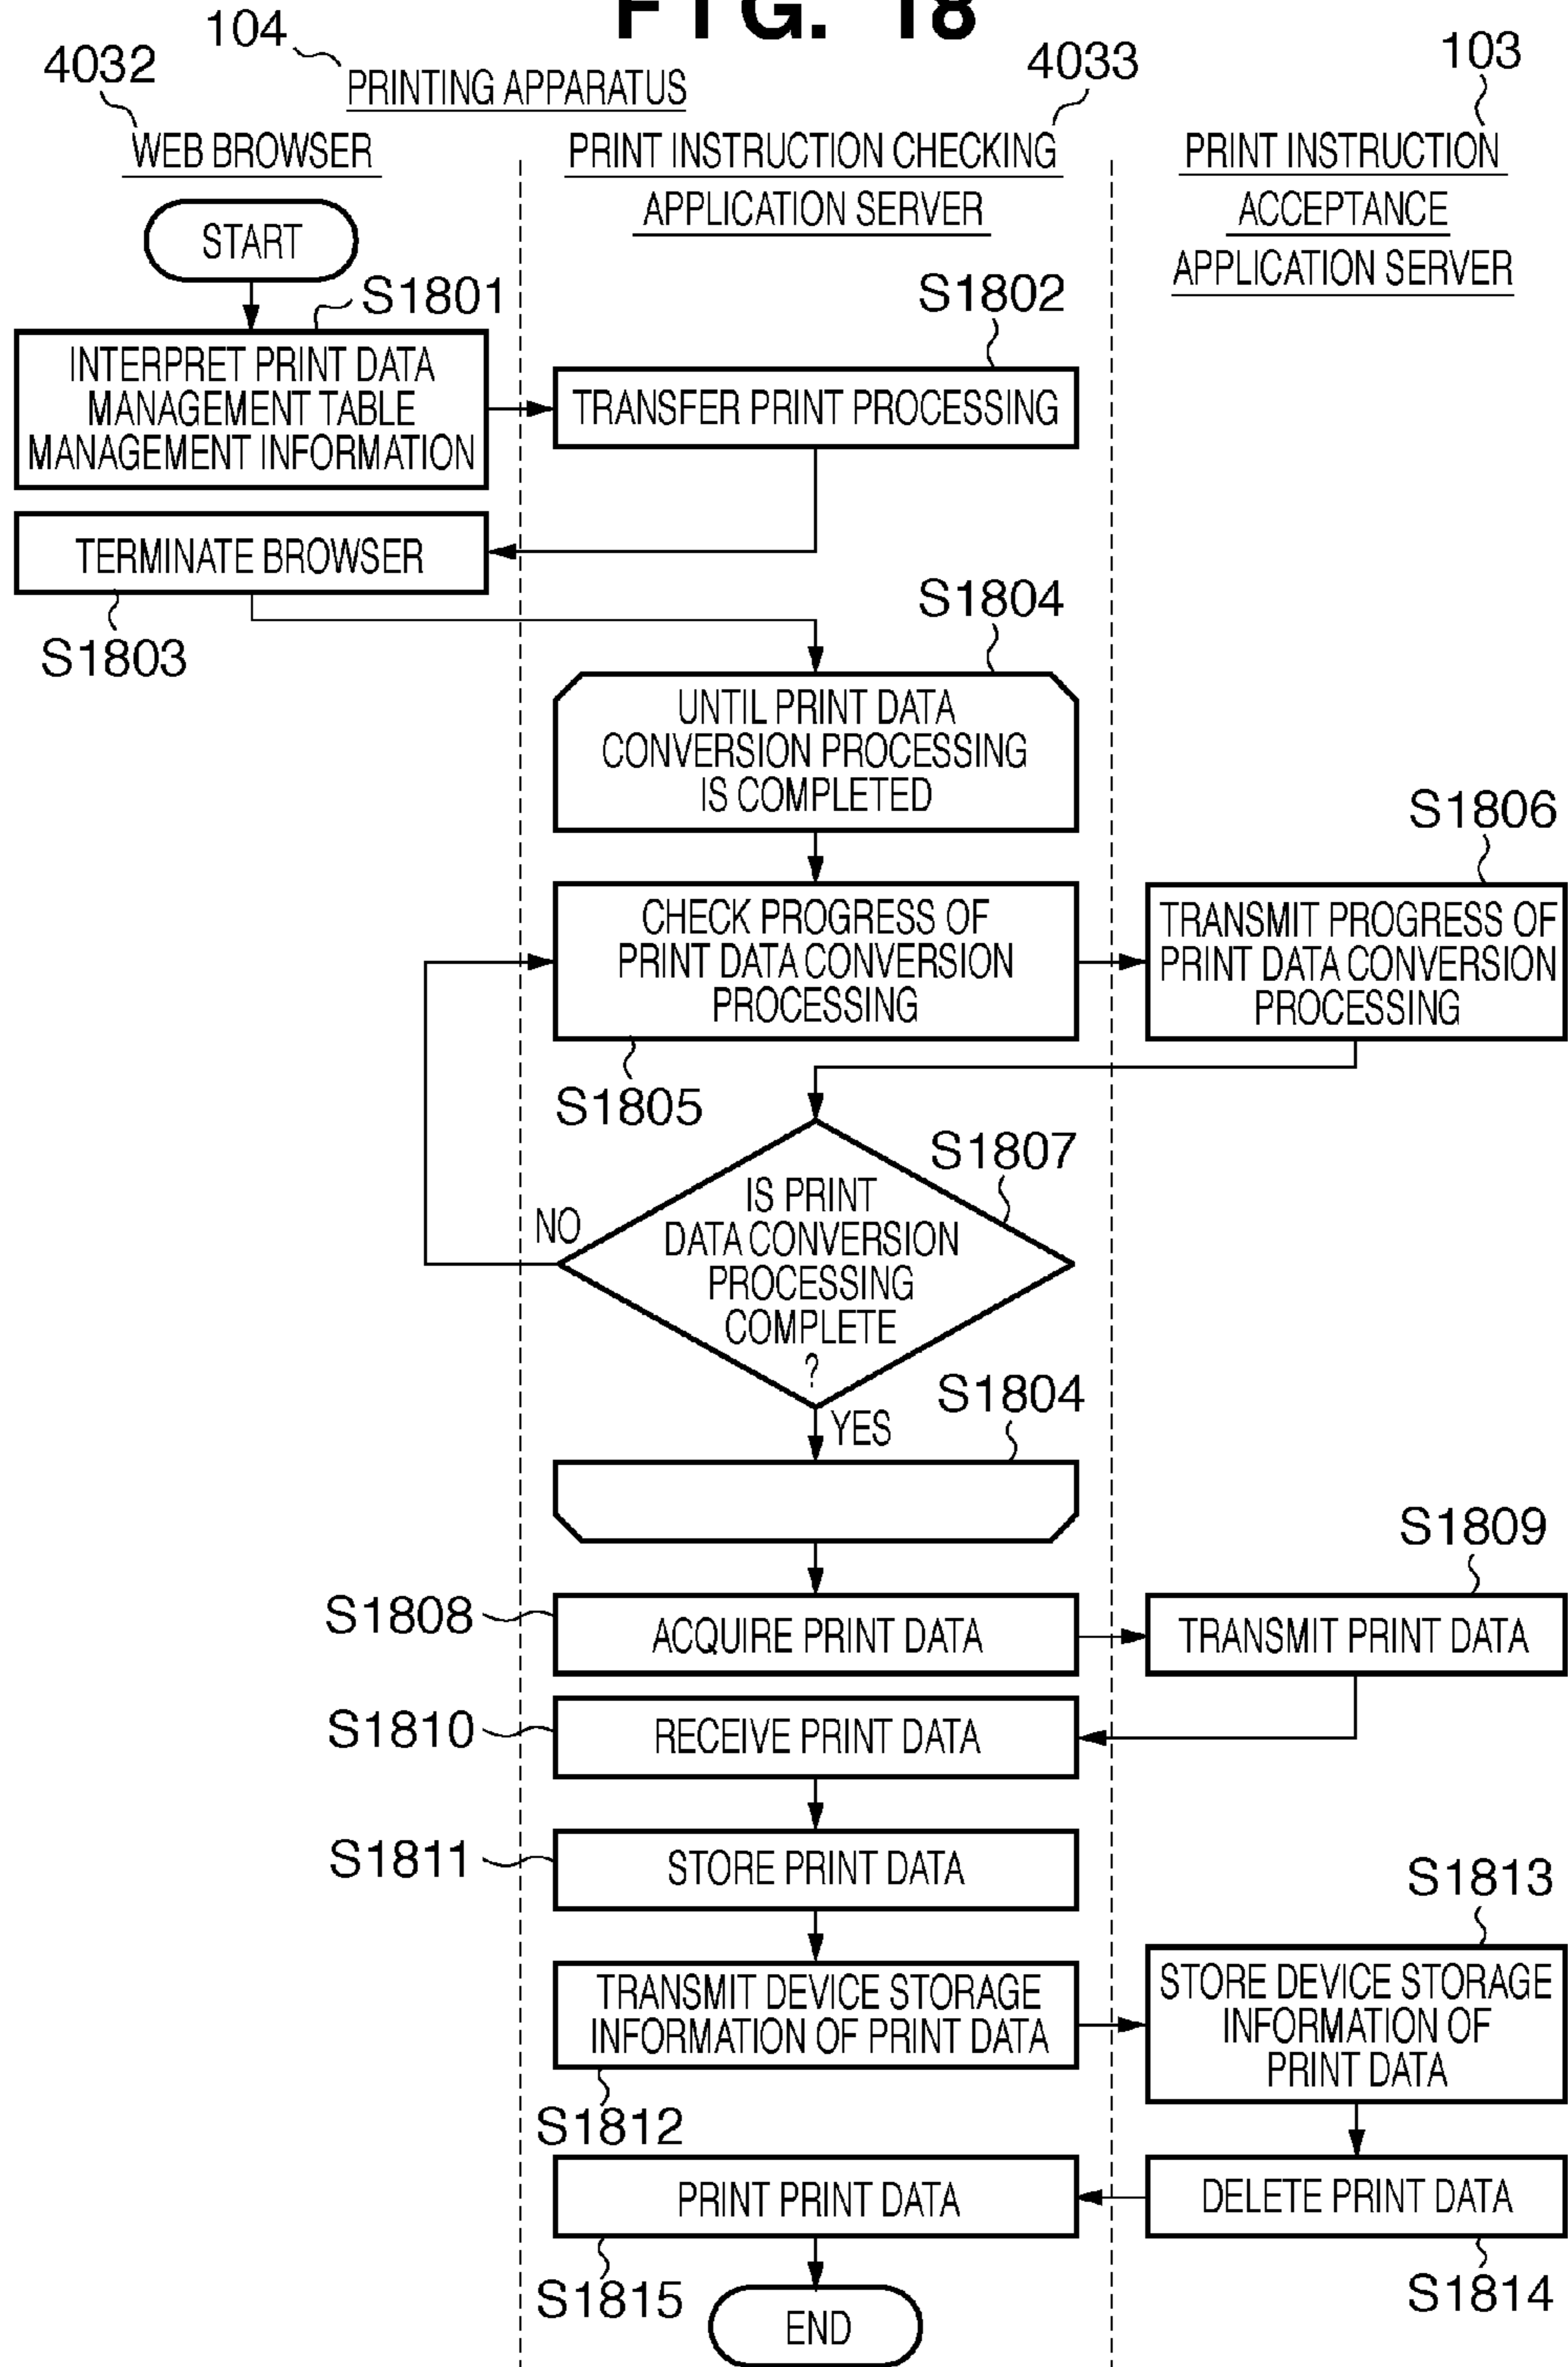 FIG. 18
104
4032
PRINTING APPARATUS
4033
103
WEB BROWSER
PRINT INSTRUCTION CHECKING
APPLICATION SERVER
PRINT INSTRUCTION
ACCEPTANCE
APPLICATION SERVER
START
S1801
INTERPRET PRINT DATA
MANAGEMENT TABLE
MANAGEMENT INFORMATION
S1802
TRANSFER PRINT PROCESSING
TERMINATE BROWSER
S1803
S1804
UNTIL PRINT DATA
CONVERSION PROCESSING
IS COMPLETED
CHECK PROGRESS OF
PRINT DATA CONVERSION
PROCESSING
S1805
S1806
TRANSMIT PROGRESS OF
PRINT DATA CONVERSION
PROCESSING
S1807
IS PRINT
DATA CONVERSION
PROCESSING
COMPLETE
?
NO
YES
S1804
S1808
ACQUIRE PRINT DATA
S1809
TRANSMIT PRINT DATA
S1810
RECEIVE PRINT DATA
S1811
STORE PRINT DATA
TRANSMIT DEVICE STORAGE
INFORMATION OF PRINT DATA
S1812
S1813
STORE DEVICE STORAGE
INFORMATION OF
PRINT DATA
DELETE PRINT DATA
S1814
PRINT PRINT DATA
S1815
END